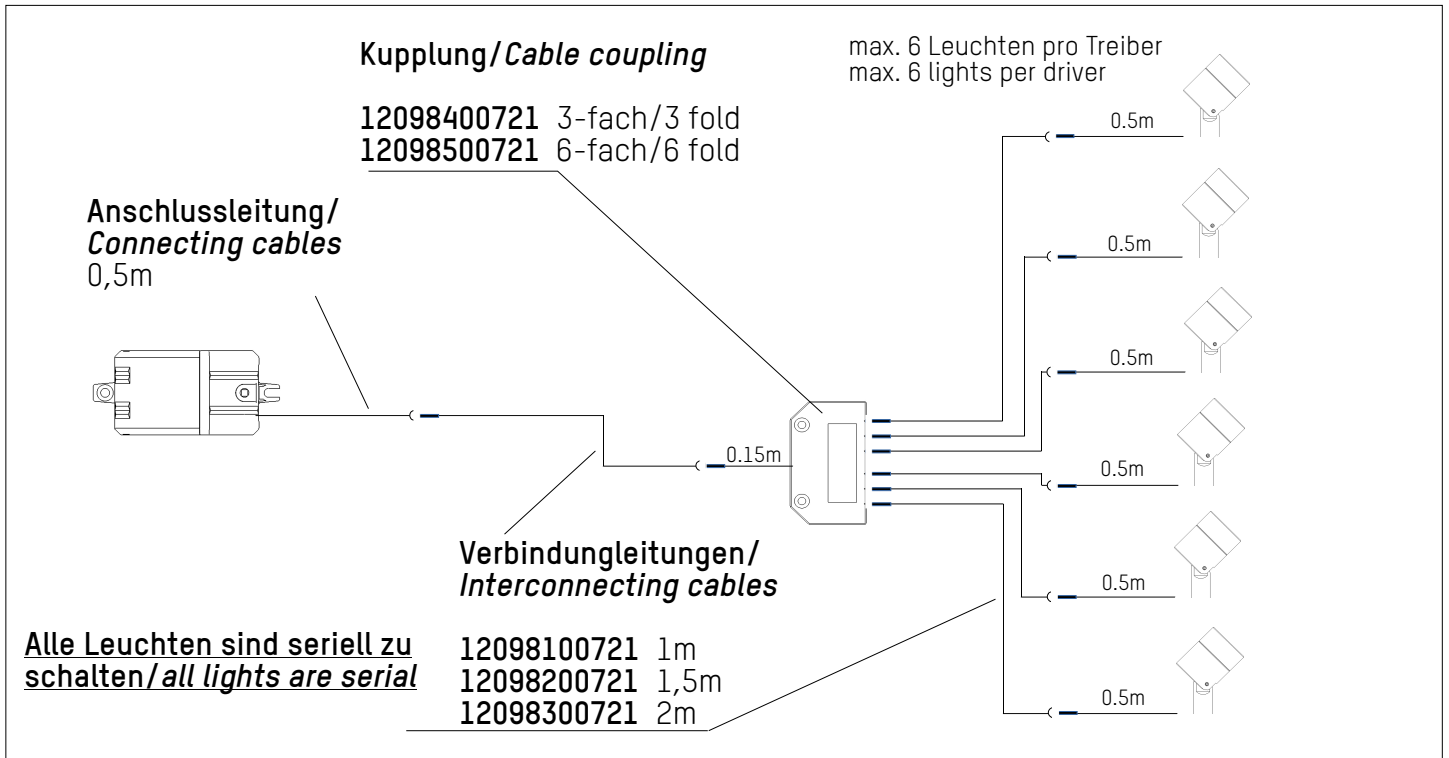 Kupplung/Cable coupling
12098400721 3-fach/3 fold
12098500721 6-fach/6 fold
max. 6 Leuchten pro Treiber
max. 6 lights per driver
Anschlussleitung/
Connecting cables
0,5m
0.5m
0.5m
0.5m
0.15m
0.5m
0.5m
0.5m
Verbindungleitungen/
Interconnecting cables
12098100721 1m
12098200721 1,5m
12098300721 2m
Alle Leuchten sind seriell zu
schalten/all lights are serial